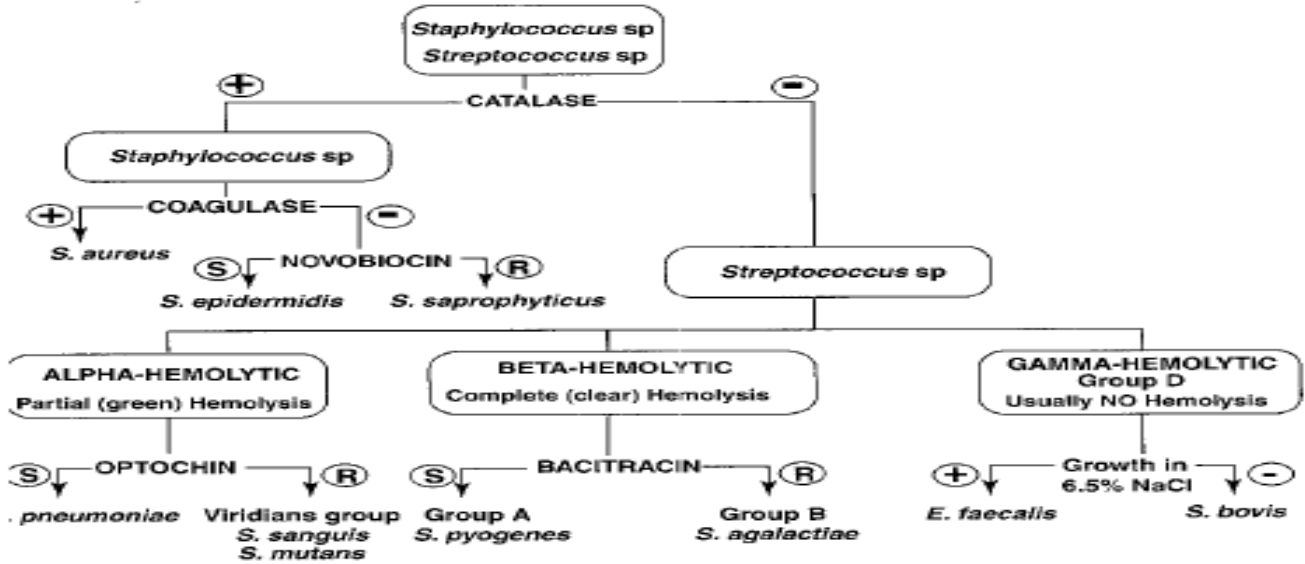 Staphylococcus sp
Streptococcus sp
+
-
CATALASE
Staphylococcus sp
+
COAGULASE
-
S. aureus
S
NOVOBIOCIN
R
Streptococcus sp
S. epidermidis
S. saprophyticus
ALPHA-HEMOLYTIC
Partial (green) Hemolysis
BETA-HEMOLYTIC
Complete (clear) Hemolysis
GAMMA-HEMOLYTIC
Group D
Usually NO Hemolysis
S
OPTOCHIN
R
S
BACITRACIN
R
+
Growth in
6.5% NaCl
-
. pneumoniae
Viridians group
S. sanguis
S. mutans
Group A
S. pyogenes
Group B
S. agalactiae
E. faecalis
S. bovis